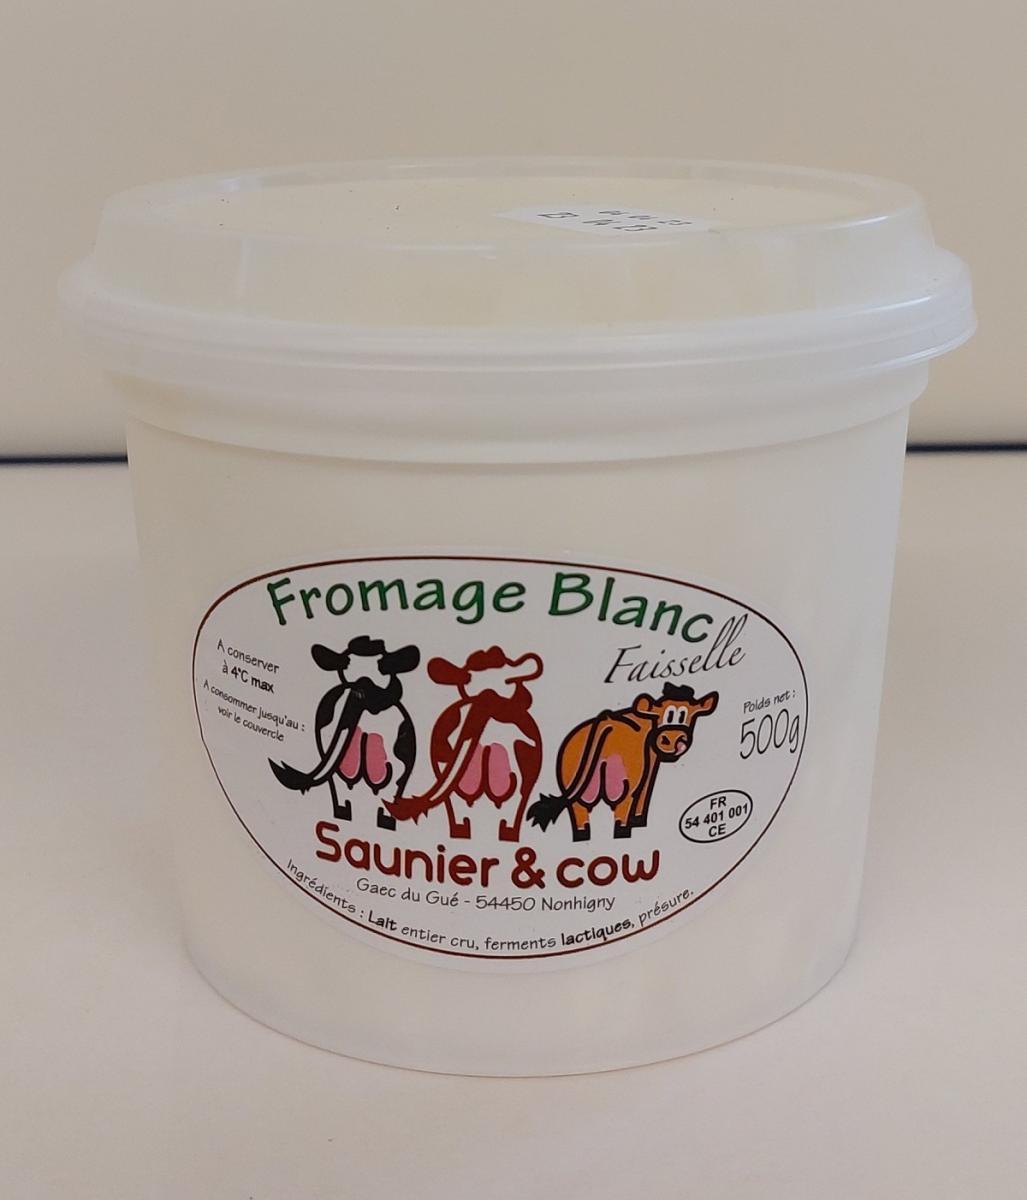 Fromage Blanc
Faisselle
A conserver
à 4°C max
A consommer jusqu'au :
voir le couvercle
Poids net :
500g
FR
54 401 001
CE
Saunier & cow
Gaec du Gué - 54450 Nonhigny
Ingrédients : Lait entier cru, ferments lactiques, présure.